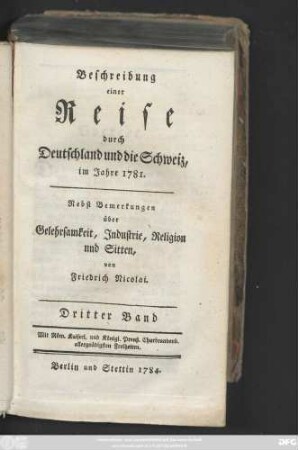 Beschreibung
einer
Reise
durch
Deutschland und die Schweiz,
im Jahre 1781.
Nebst Bemerkungen
über
Gelehrsamkeit, Industrie, Religion
und Sitten,
von
Friedrich Nicolai.
Dritter Band
Mit Röm. Kaiserl. und Königl. Preuß. Churbrandenb.
allergnädigsten Freiheiten.
Berlin und Stettin 1784.